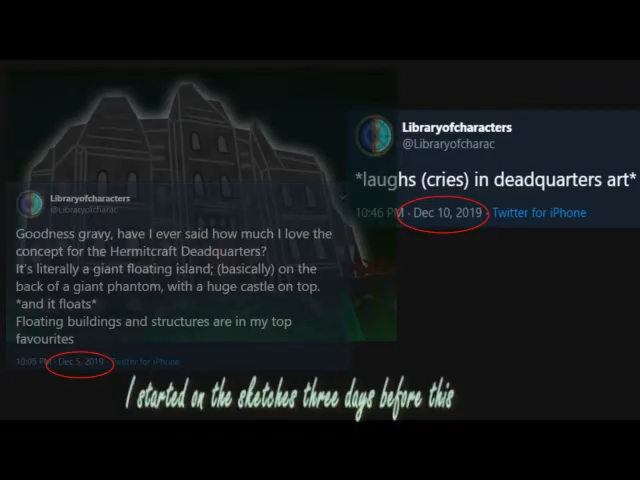 Libraryofcharacters
@Libraryofcharac
*laughs (cries) in deadquarters art*
10:46 PM · Dec 10, 2019 · Twitter for iPhone
Libraryofcharacters
@Libraryofcharac
Goodness gravy, have I ever said how much I love the
concept for the Hermitcraft Deadquarters?
It's literally a giant floating island; (basically) on the
back of a giant phantom, with a huge castle on top.
*and it floats*
Floating buildings and structures are in my top
favourites
10:05 PM · Dec 5, 2019 · Twitter for iPhone
I started on the sketches three days before this